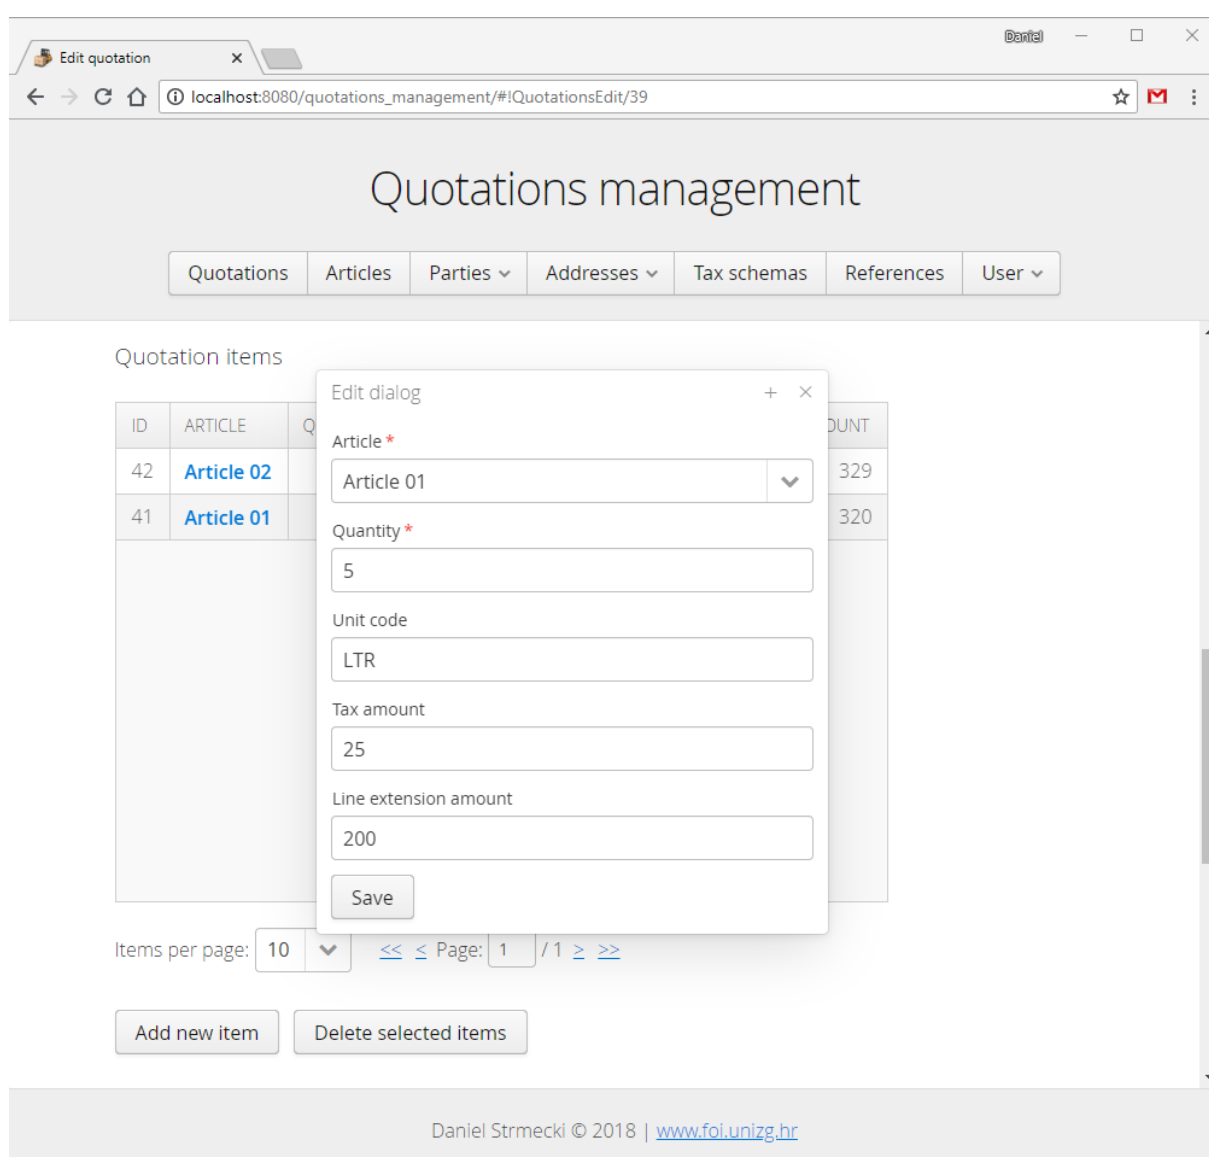 Daniel
Edit quotation
localhost:8080/quotations_management/#!QuotationsEdit/39
Quotations management
Quotations Articles Parties Addresses Tax schemas References User
Quotation items
Edit dialog
ID ARTICLE Q OUNT
Article *
42 Article 02 329
Article 01
41 Article 01 320
Quantity *
5
Unit code
LTR
Tax amount
25
Line extension amount
200
Save
Items per page: 10 << < Page: 1 / 1 > >>
Add new item Delete selected items
Daniel Strmecki © 2018 | www.foi.unizg.hr